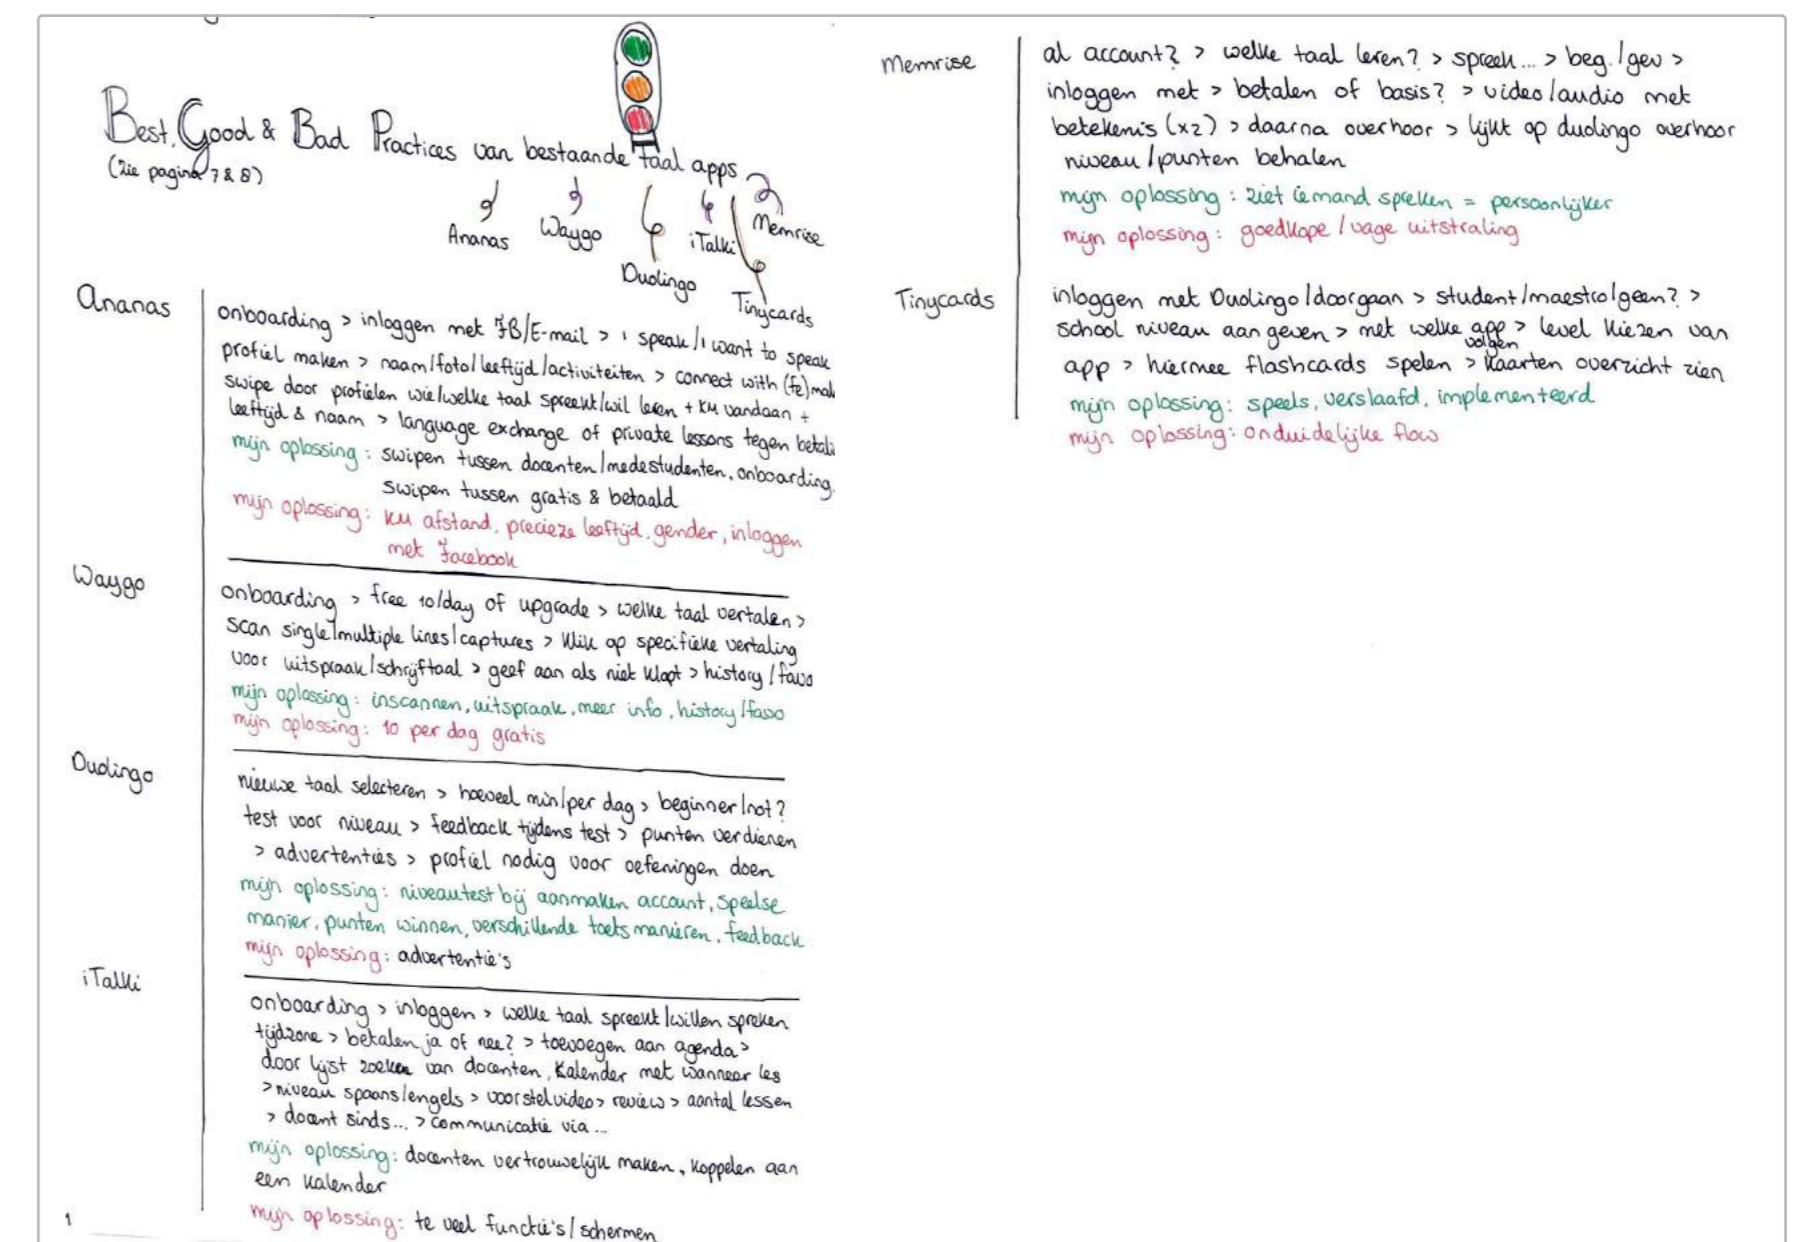 Best, Good & Bad Practices van bestaande taal apps
(zie pagina 7 & 8)
Ananas
Waygo
Duolingo
iTalki
Tinycards
Memrise
Ananas
onboarding > inloggen met FB/E-mail > I speak/I want to speak
profiel maken > naam/foto/leeftijd/activiteiten > connect with (fe)mal
swipe door profielen wie/welke taal spreekt/wil leren + KM vandaan +
leeftijd & naam > language exchange of private lessons tegen betali
mijn oplossing: swipen tussen docenten/medestudenten, onboarding,
swipen tussen gratis & betaald
mijn oplossing: KM afstand, precieze leeftijd, gender, inloggen
met Facebook
Waygo
onboarding > free 10/day of upgrade > welke taal vertalen >
scan single/multiple lines/captures > klik op specifieke vertaling
voor uitspraak/schrijftaal > geef aan als niet klopt > history/favo
mijn oplossing: inscannen, uitspraak, meer info, history/favo
mijn oplossing: 10 per dag gratis
Duolingo
nieuwe taal selecteren > hoeveel min/per dag > beginner/not?
test voor niveau > feedback tijdens test > punten verdienen
> advertenties > profiel nodig voor oefeningen doen
mijn oplossing: niveautest bij aanmaken account, speelse
manier, punten winnen, verschillende toets manieren, feedback
mijn oplossing: advertentie's
iTalki
onboarding > inloggen > welke taal spreekt/willen spreken
tijdzone > betalen ja of nee? > toevoegen aan agenda >
door lijst zoeken van docenten, kalender met wanneer les
> niveau spaans/engels > voorstelvideo > review > aantal lessen
> docent sinds... > communicatie via...
mijn oplossing: docenten vertrouwelijk maken, koppelen aan
een kalender
mijn oplossing: te veel functie's/schermen
1
Memrise
al account? > welke taal leren? > spreek... > beg./gev >
inloggen met > betalen of basis? > video/audio met
betekenis (x2) > daarna overhoor > lijkt op duolingo overhoor
niveau/punten behalen
mijn oplossing: ziet iemand spreken = persoonlijker
mijn oplossing: goedkope/vage uitstraling
Tinycards
inloggen met Duolingo/doorgaan > student/maestro/geen? >
school niveau aangeven > met welke app > level kiezen van
volgen
app > hiermee flashcards spelen > kaarten overzicht zien
mijn oplossing: speels, verslaafd, implementeerd
mijn oplossing: onduidelijke flow